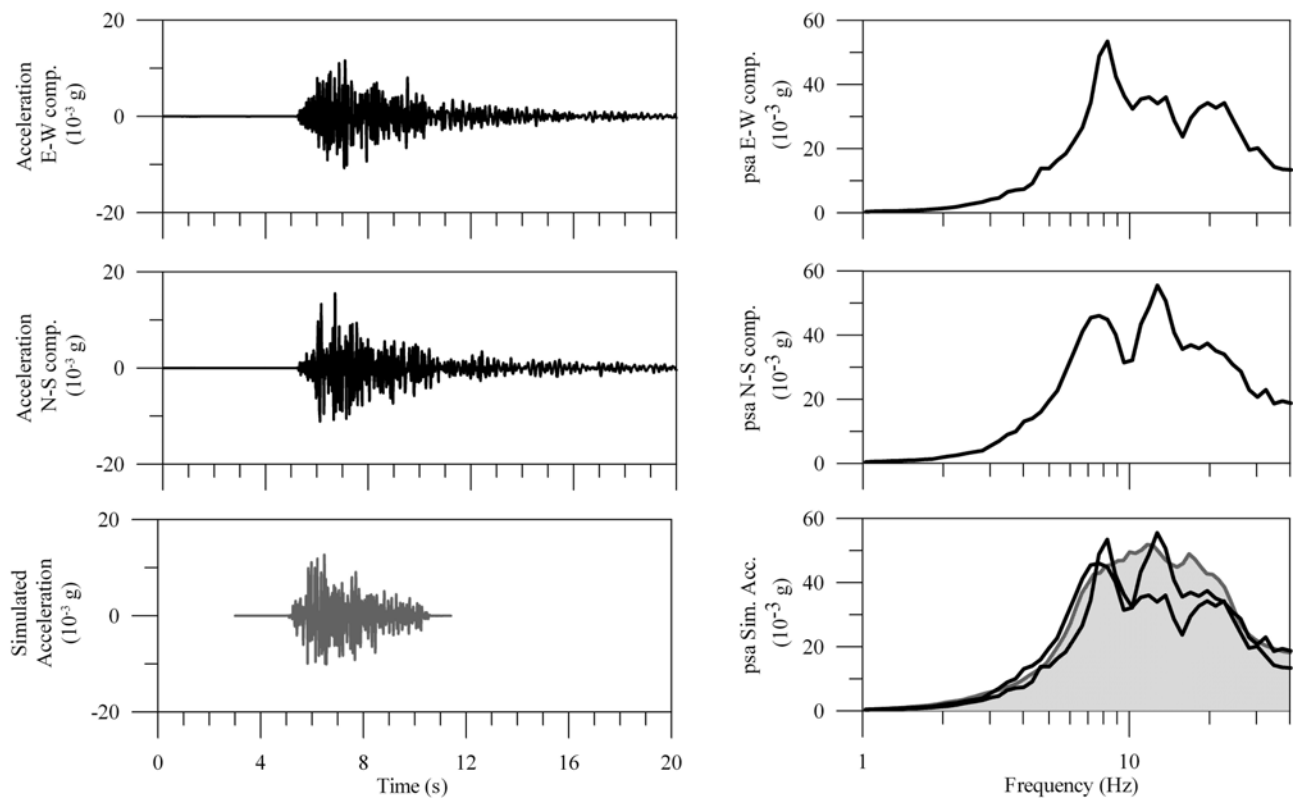 Acceleration
E-W comp.
(10⁻³ g)
20
0
-20
psa E-W comp.
(10⁻³ g)
60
40
20
0
Acceleration
N-S comp.
(10⁻³ g)
20
0
-20
psa N-S comp.
(10⁻³ g)
60
40
20
0
Simulated
Acceleration
(10⁻³ g)
20
0
-20
0 4 8 12 16 20
Time (s)
psa Sim. Acc.
(10⁻³ g)
60
40
20
0
1 10
Frequency (Hz)